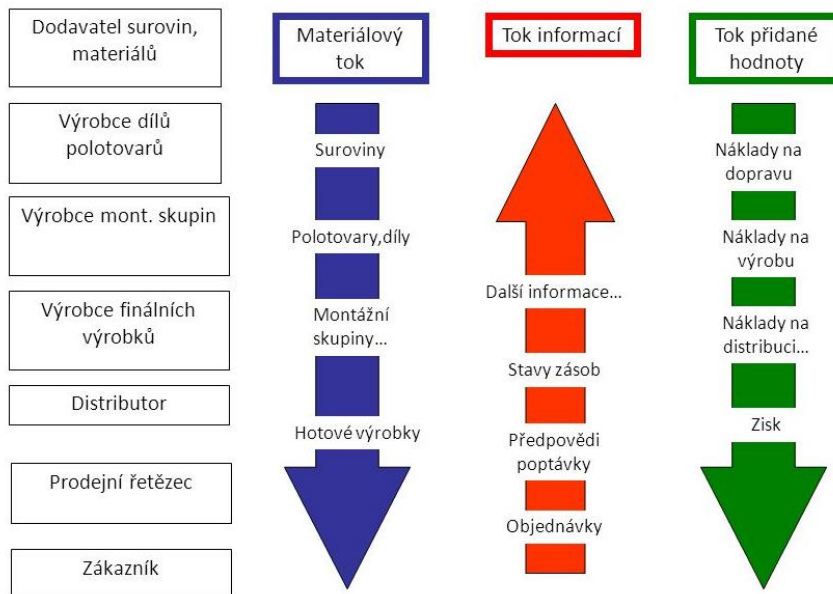 Dodavatel surovin,
materiálů
Výrobce dílů
polotovarů
Výrobce mont. skupin
Výrobce finálních
výrobků
Distributor
Prodejní řetězec
Zákazník
Materiálový
tok
Suroviny
Polotovary,díly
Montážní
skupiny…
Hotové výrobky
Tok informací
Další informace…
Stavy zásob
Předpovědi
poptávky
Objednávky
Tok přidané
hodnoty
Náklady na
dopravu
Náklady na
výrobu
Náklady na
distribuci…
Zisk